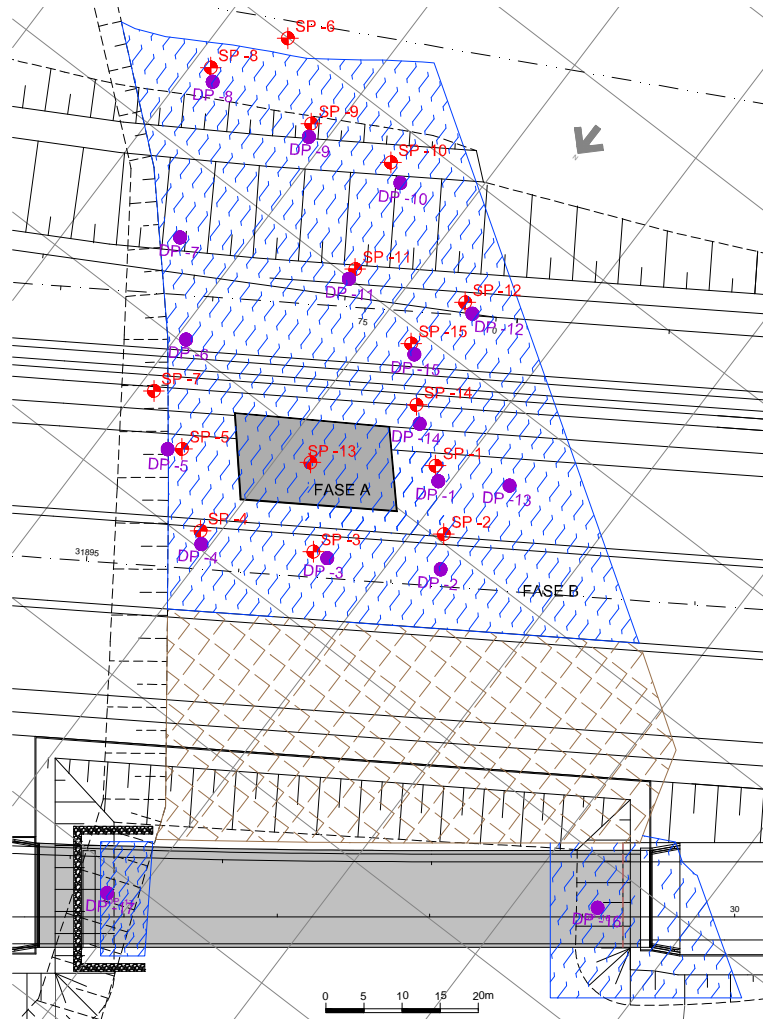 SP -6
SP -8
DP -8
SP -9
DP -9
SP -10
DP -10
DP -7
SP -11
DP -11
SP -12
DP -12
75
70
SP -15
DP -15
DP -6
SP -7
SP -14
DP -14
SP -5
DP -5
SP -13
FASE A
SP -1
DP -1
DP -13
SP -4
DP -4
SP -3
DP -3
SP -2
DP -2
31895
FASE B
DP -17
DP -16
30
0 5 10 15 20m